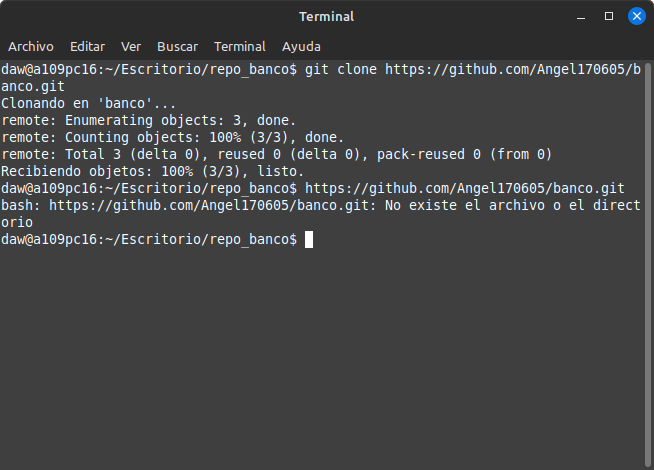 Terminal
Archivo Editar Ver Buscar Terminal Ayuda
daw@a109pc16:~/Escritorio/repo_banco$ git clone https://github.com/Angel170605/b
anco.git
Clonando en 'banco'...
remote: Enumerating objects: 3, done.
remote: Counting objects: 100% (3/3), done.
remote: Total 3 (delta 0), reused 0 (delta 0), pack-reused 0 (from 0)
Recibiendo objetos: 100% (3/3), listo.
daw@a109pc16:~/Escritorio/repo_banco$ https://github.com/Angel170605/banco.git
bash: https://github.com/Angel170605/banco.git: No existe el archivo o el direct
orio
daw@a109pc16:~/Escritorio/repo_banco$